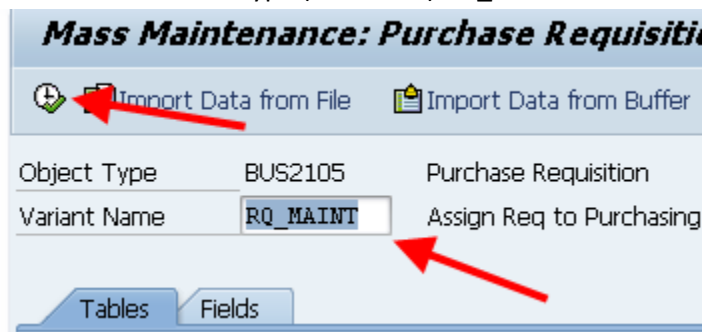 Mass Maintenance: Purchase
Import Data from File Import Data from Buffer
Object Type BUS2105 Purchase Requisition
Variant Name RQ_MAINT Assign Req to Purchasing
Tables Fields